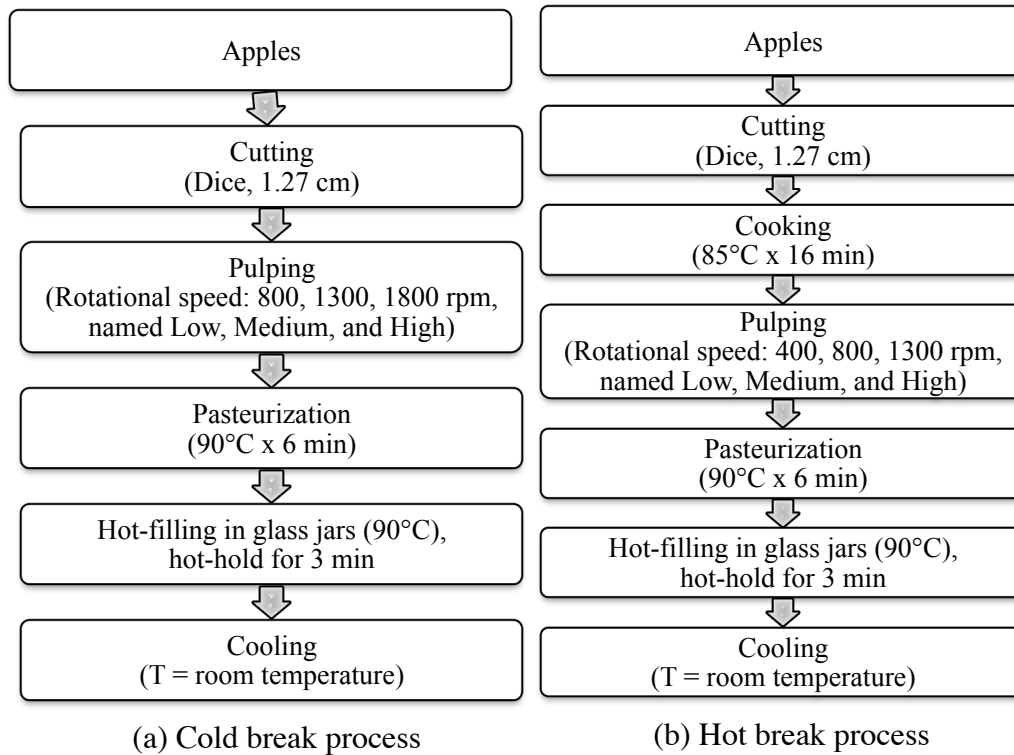 Apples
Cutting
(Dice, 1.27 cm)
Pulping
(Rotational speed: 800, 1300, 1800 rpm,
named Low, Medium, and High)
Pasteurization
(90°C x 6 min)
Hot-filling in glass jars (90°C),
hot-hold for 3 min
Cooling
(T = room temperature)
(a) Cold break process
Apples
Cutting
(Dice, 1.27 cm)
Cooking
(85°C x 16 min)
Pulping
(Rotational speed: 400, 800, 1300 rpm,
named Low, Medium, and High)
Pasteurization
(90°C x 6 min)
Hot-filling in glass jars (90°C),
hot-hold for 3 min
Cooling
(T = room temperature)
(b) Hot break process